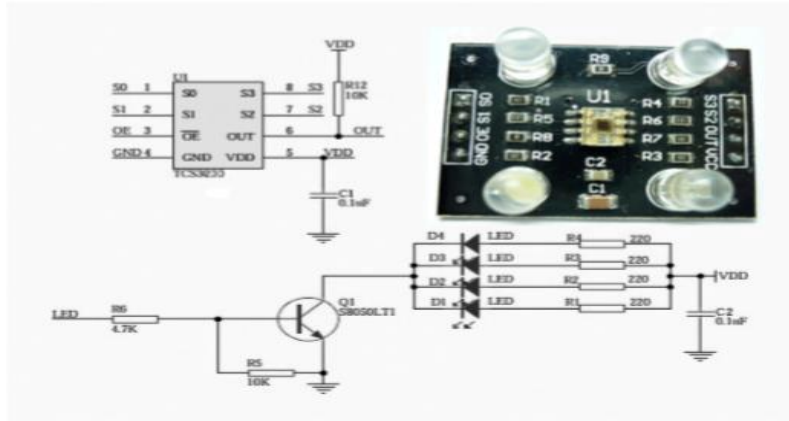 VDD
U1
S0 1 S0 S3 8 S3
R12
10K
S1 2 S1 S2 7 S2
OE 3 OE OUT 6 OUT
GND 4 GND VDD 5 VDD
TCS3233
C1
0.1uF
R9
U1
S0
S1
OE
GND
R1
R5
R8
R2
R4
R6
R7
R3
S3
S2
OUT
VCC
C2
C1
D4 LED R4 220
D3 LED R3 220
D2 LED R2 220
D1 LED R1 220
VDD
C2
0.1uF
LED
R6
4.7K
Q1
S8050LT1
R5
10K